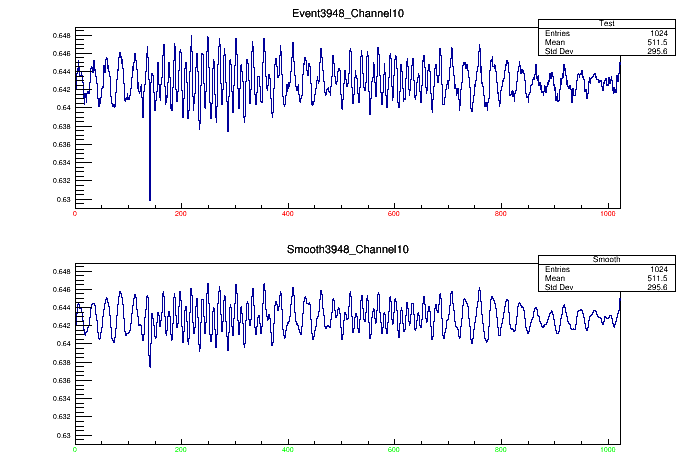 Event3948_Channel10
Test
Entries 1024
Mean 511.5
Std Dev 295.6
0.648
0.646
0.644
0.642
0.64
0.638
0.636
0.634
0.632
0.63
0 200 400 600 800 1000
Smooth3948_Channel10
Smooth
Entries 1024
Mean 511.5
Std Dev 295.6
0.648
0.646
0.644
0.642
0.64
0.638
0.636
0.634
0.632
0.63
0 200 400 600 800 1000